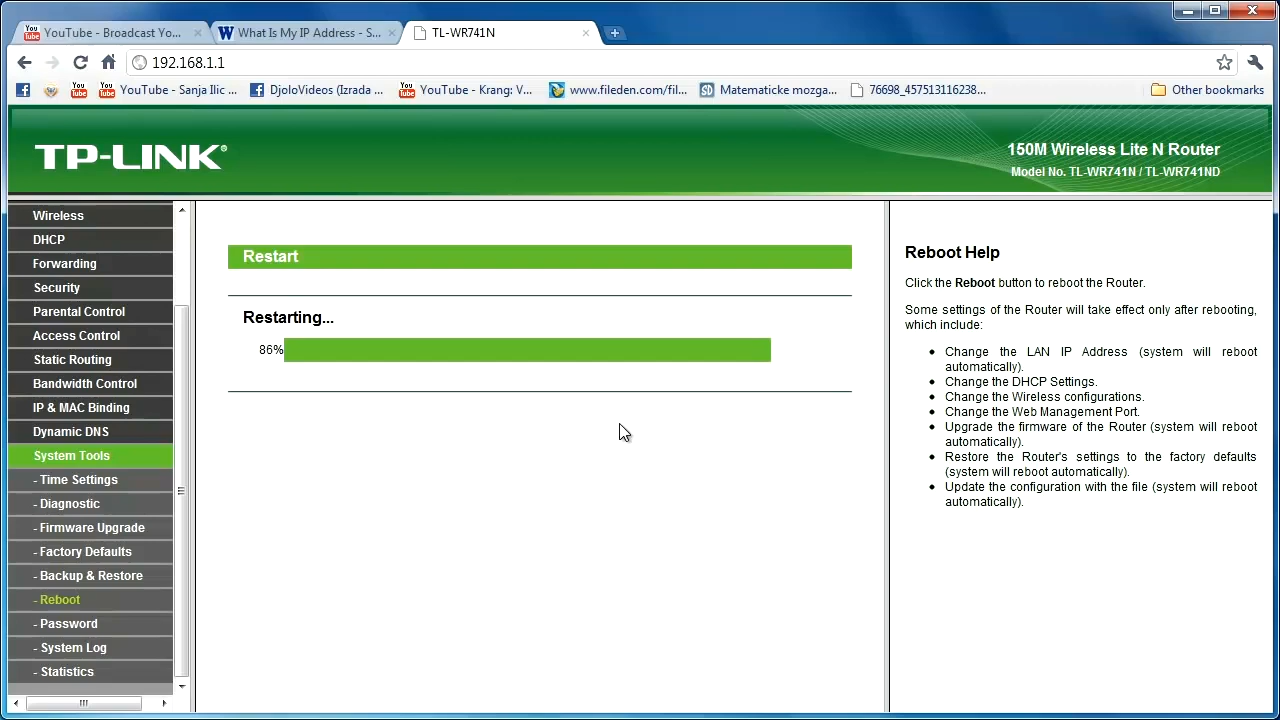 YouTube - Broadcast Yo...
What Is My IP Address - S...
TL-WR741N
192.168.1.1
YouTube - Sanja Ilic ...
DjoloVideos (Izrada ...
YouTube - Krang: V...
www.fileden.com/fil...
Matematicse mozga...
76698_457513116238...
Other bookmarks
TP-LINK®
150M Wireless Lite N Router
Model No. TL-WR741N / TL-WR741ND
Wireless
DHCP
Forwarding
Security
Parental Control
Access Control
Static Routing
Bandwidth Control
IP & MAC Binding
Dynamic DNS
System Tools
- Time Settings
- Diagnostic
- Firmware Upgrade
- Factory Defaults
- Backup & Restore
- Reboot
- Password
- System Log
- Statistics
Restart
Restarting...
86%
Reboot Help
Click the Reboot button to reboot the Router.
Some settings of the Router will take effect only after rebooting,
which include:
• Change the LAN IP Address (system will reboot
automatically).
• Change the DHCP Settings.
• Change the Wireless configurations.
• Change the Web Management Port.
• Upgrade the firmware of the Router (system will reboot
automatically).
• Restore the Router's settings to the factory defaults
(system will reboot automatically).
• Update the configuration with the file (system will reboot
automatically).